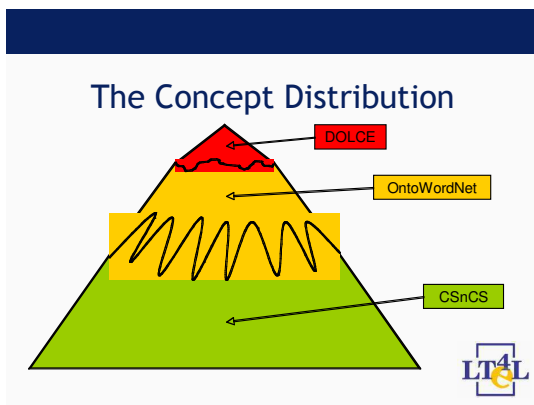 The Concept Distribution
DOLCE
OntoWordNet
CSnCS
LT4eL